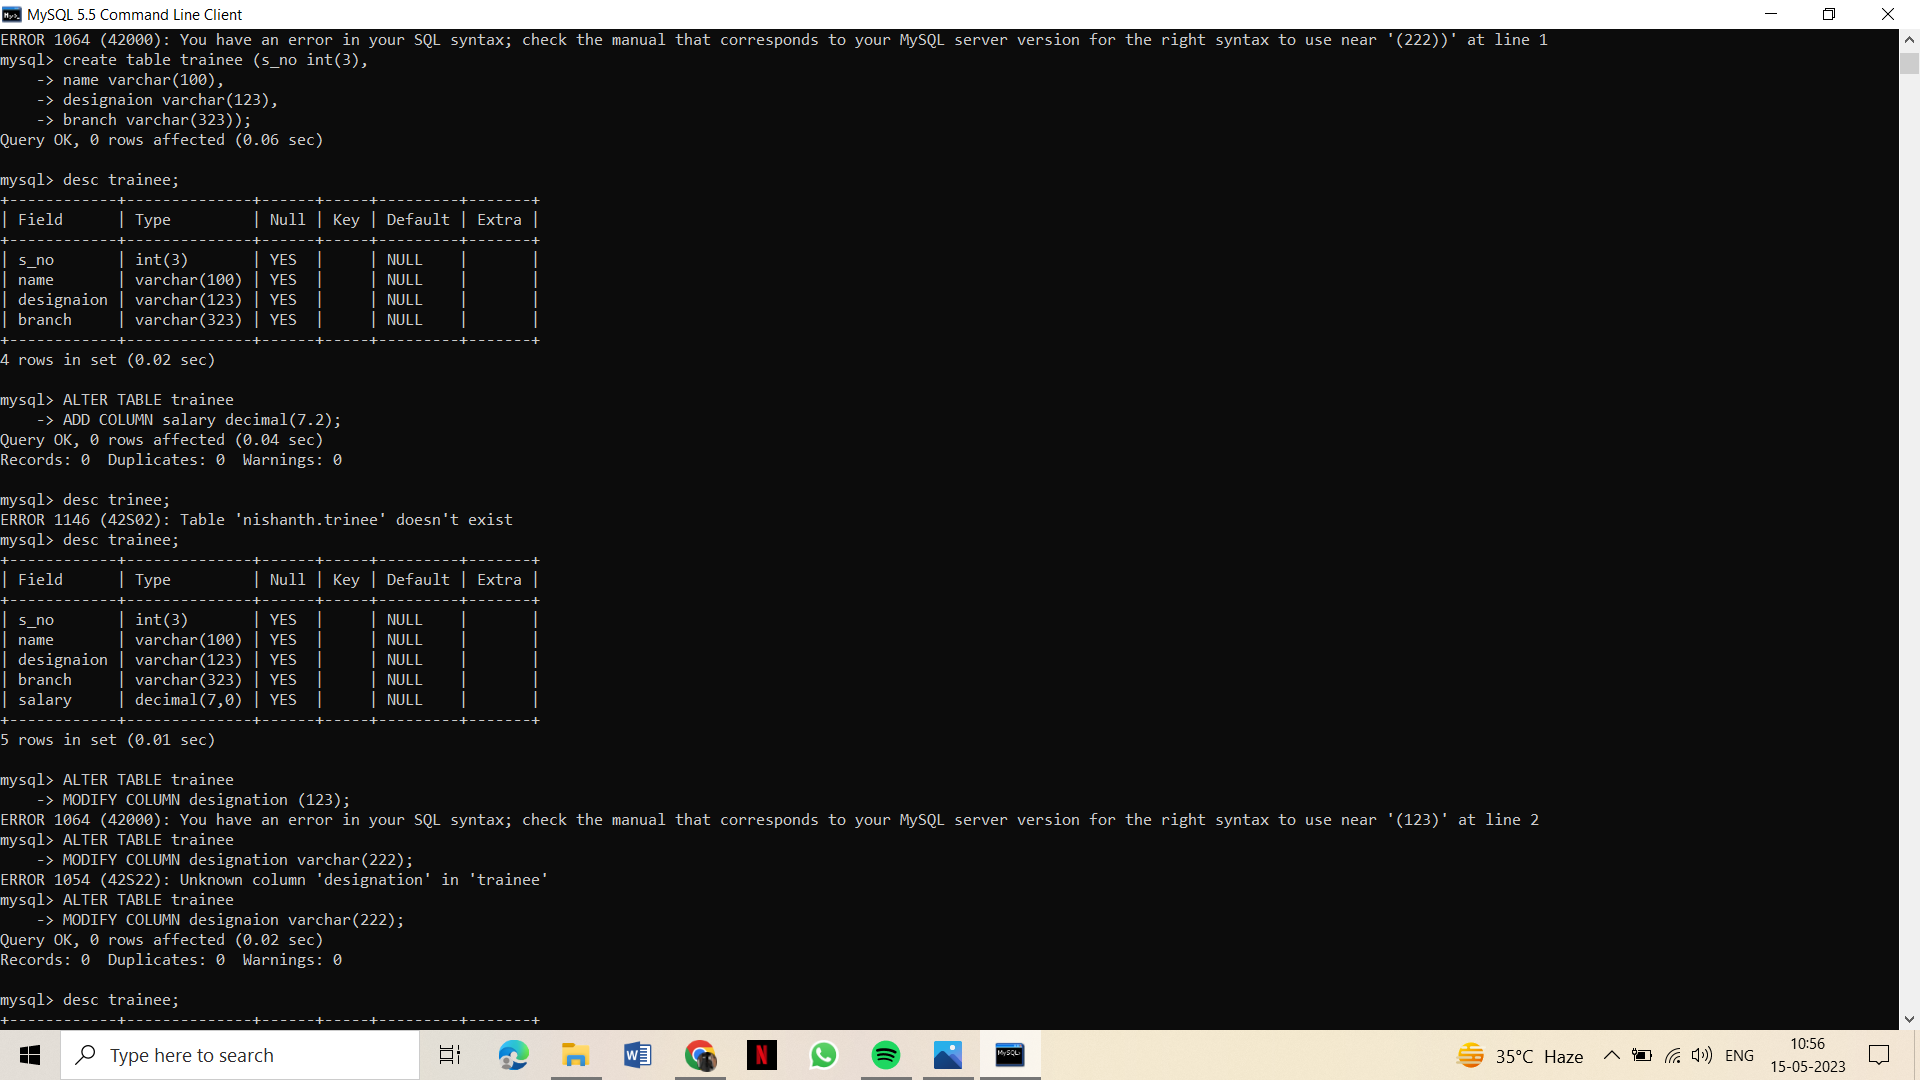 MySQL 5.5 Command Line Client
ERROR 1064 (42000): You have an error in your SQL syntax; check the manual that corresponds to your MySQL server version for the right syntax to use near '(222))' at line 1
mysql> create table trainee (s_no int(3),
    -> name varchar(100),
    -> designaion varchar(123),
    -> branch varchar(323));
Query OK, 0 rows affected (0.06 sec)

mysql> desc trainee;
+------------+--------------+------+-----+---------+-------+
| Field      | Type         | Null | Key | Default | Extra |
+------------+--------------+------+-----+---------+-------+
| s_no       | int(3)       | YES  |     | NULL    |       |
| name       | varchar(100) | YES  |     | NULL    |       |
| designaion | varchar(123) | YES  |     | NULL    |       |
| branch     | varchar(323) | YES  |     | NULL    |       |
+------------+--------------+------+-----+---------+-------+
4 rows in set (0.02 sec)

mysql> ALTER TABLE trainee
    -> ADD COLUMN salary decimal(7.2);
Query OK, 0 rows affected (0.04 sec)
Records: 0  Duplicates: 0  Warnings: 0

mysql> desc trinee;
ERROR 1146 (42S02): Table 'nishanth.trinee' doesn't exist
mysql> desc trainee;
+------------+--------------+------+-----+---------+-------+
| Field      | Type         | Null | Key | Default | Extra |
+------------+--------------+------+-----+---------+-------+
| s_no       | int(3)       | YES  |     | NULL    |       |
| name       | varchar(100) | YES  |     | NULL    |       |
| designaion | varchar(123) | YES  |     | NULL    |       |
| branch     | varchar(323) | YES  |     | NULL    |       |
| salary     | decimal(7,0) | YES  |     | NULL    |       |
+------------+--------------+------+-----+---------+-------+
5 rows in set (0.01 sec)

mysql> ALTER TABLE trainee
    -> MODIFY COLUMN designation (123);
ERROR 1064 (42000): You have an error in your SQL syntax; check the manual that corresponds to your MySQL server version for the right syntax to use near '(123)' at line 2
mysql> ALTER TABLE trainee
    -> MODIFY COLUMN designation varchar(222);
ERROR 1054 (42S22): Unknown column 'designation' in 'trainee'
mysql> ALTER TABLE trainee
    -> MODIFY COLUMN designaion varchar(222);
Query OK, 0 rows affected (0.02 sec)
Records: 0  Duplicates: 0  Warnings: 0

mysql> desc trainee;
+------------+--------------+------+-----+---------+-------+
Type here to search
35°C Haze
ENG
10:56
15-05-2023